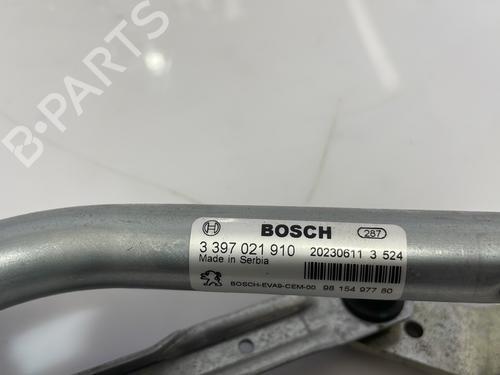 B-PARTS
BOSCH
287
3 397 021 910
20230611 3 524
Made in Serbia
BOSCH-EVA9-CEM-00 98 154 977 80